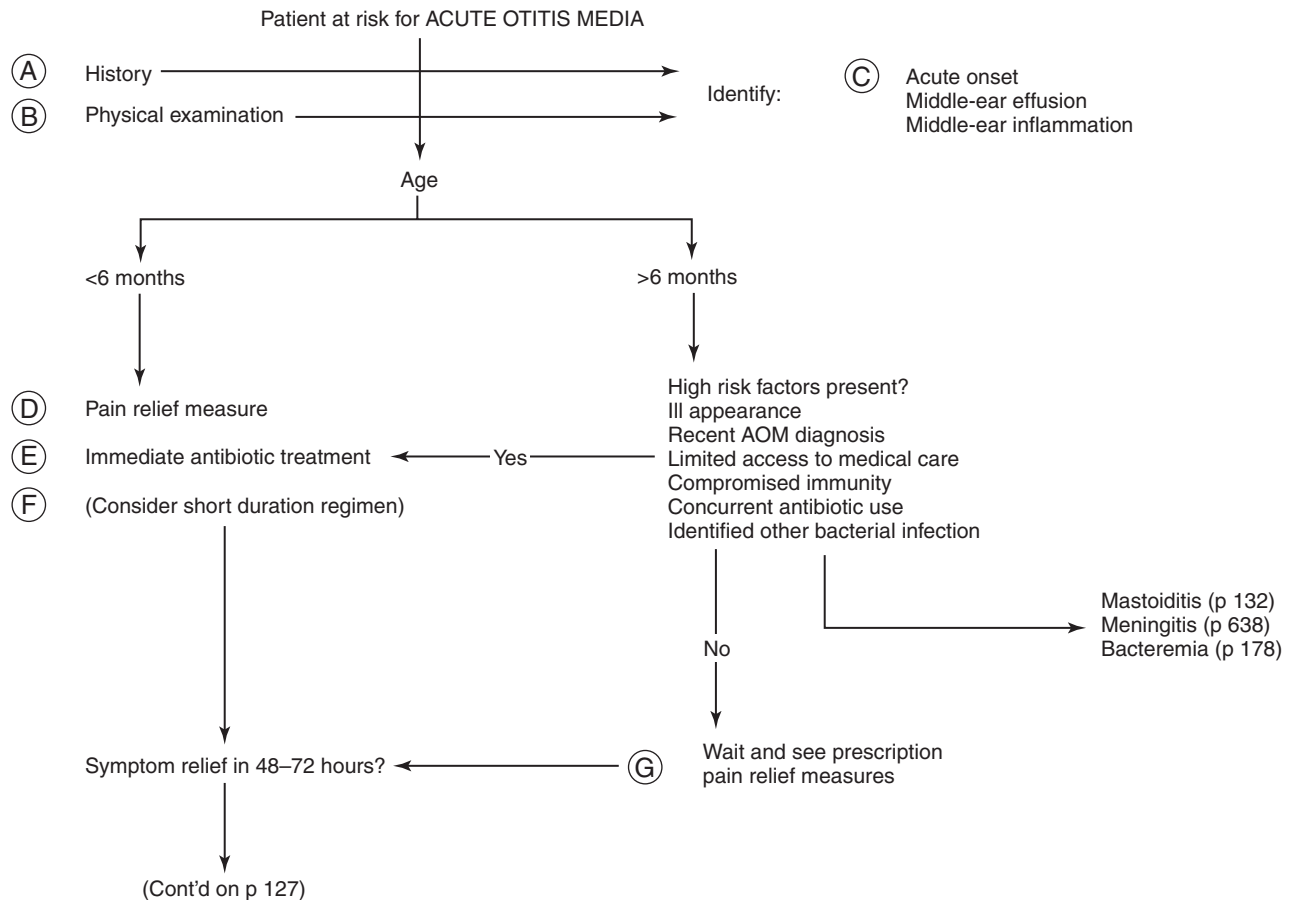 Patient at risk for ACUTE OTITIS MEDIA
A
History
B
Physical examination
Identify:
C
Acute onset
Middle-ear effusion
Middle-ear inflammation
Age
<6 months
>6 months
D
Pain relief measure
E
Immediate antibiotic treatment
F
(Consider short duration regimen)
Yes
High risk factors present?
Ill appearance
Recent AOM diagnosis
Limited access to medical care
Compromised immunity
Concurrent antibiotic use
Identified other bacterial infection
Mastoiditis (p 132)
Meningitis (p 638)
Bacteremia (p 178)
No
Symptom relief in 48–72 hours?
G
Wait and see prescription
pain relief measures
(Cont'd on p 127)